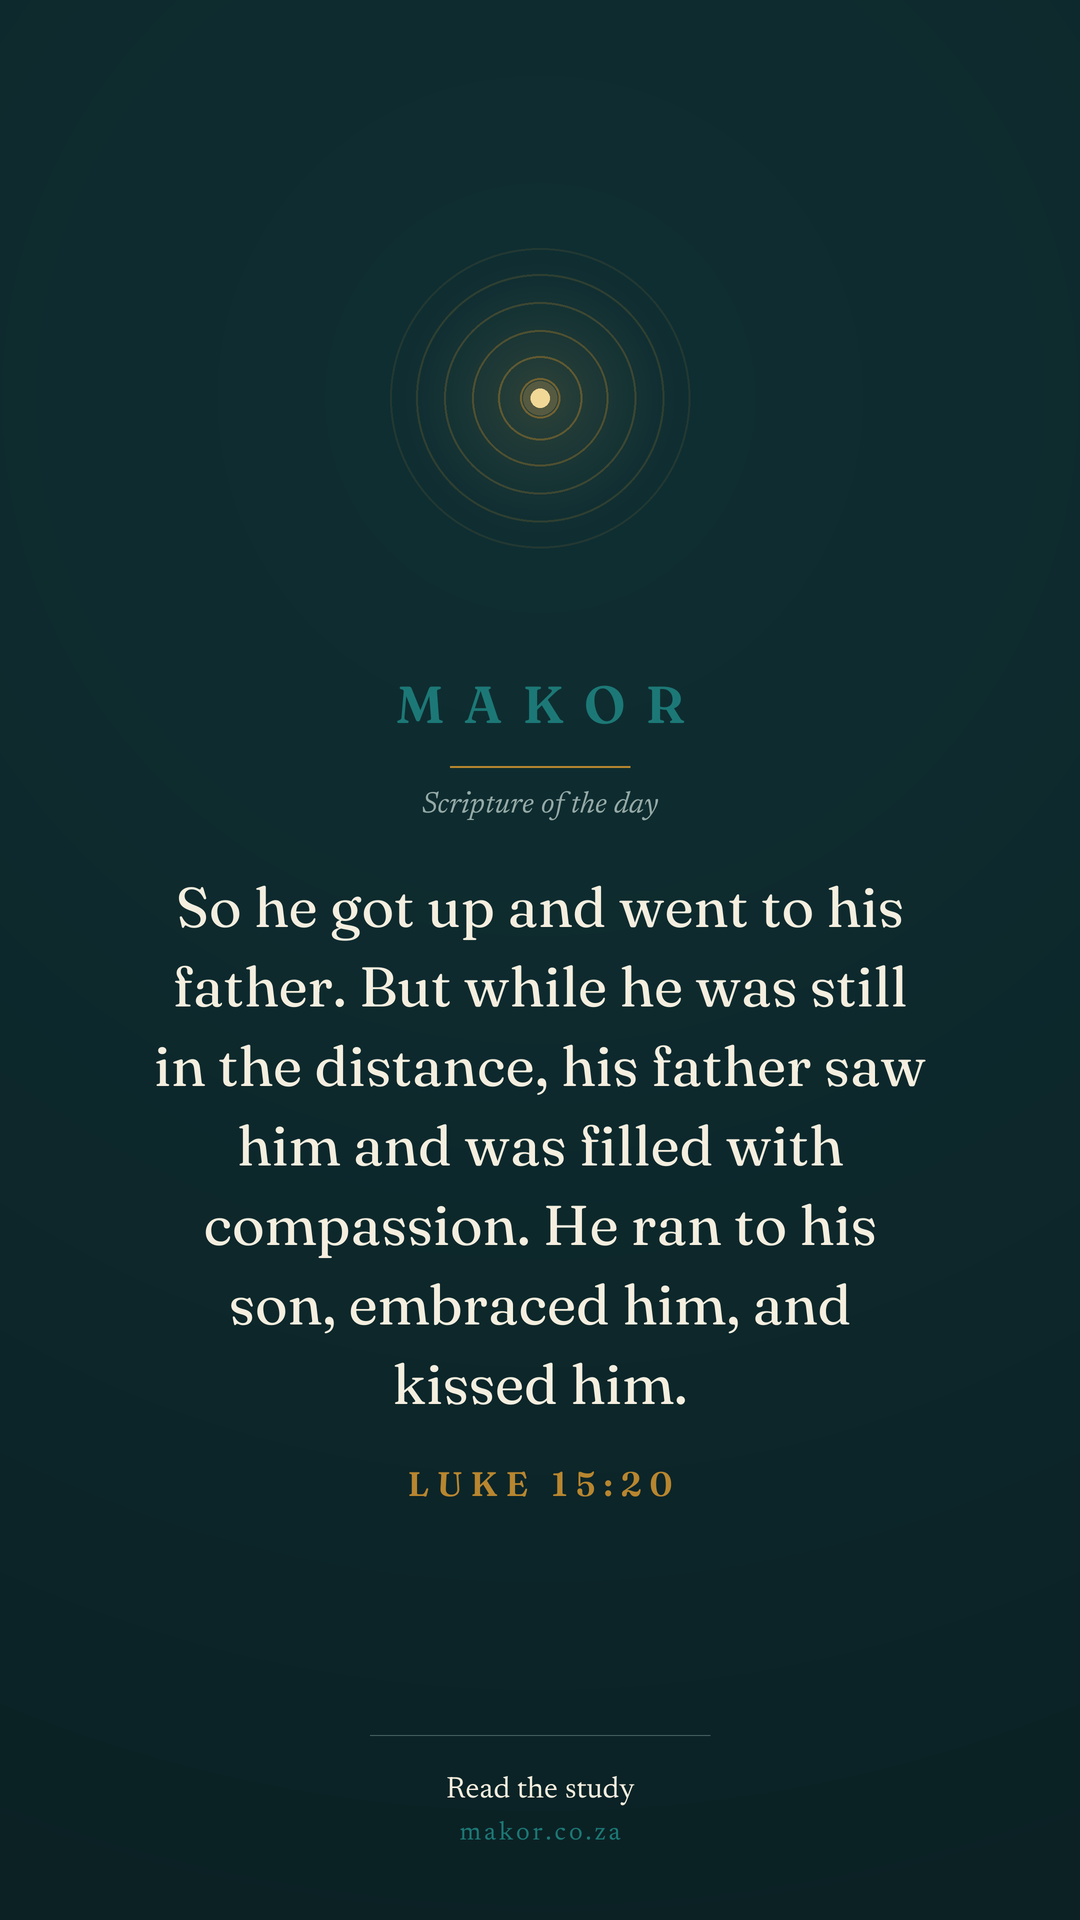 MAKOR
Scripture of the day
So he got up and went to his
father. But while he was still
in the distance, his father saw
him and was filled with
compassion. He ran to his
son, embraced him, and
kissed him.
LUKE 15:20
Read the study
makor.co.za